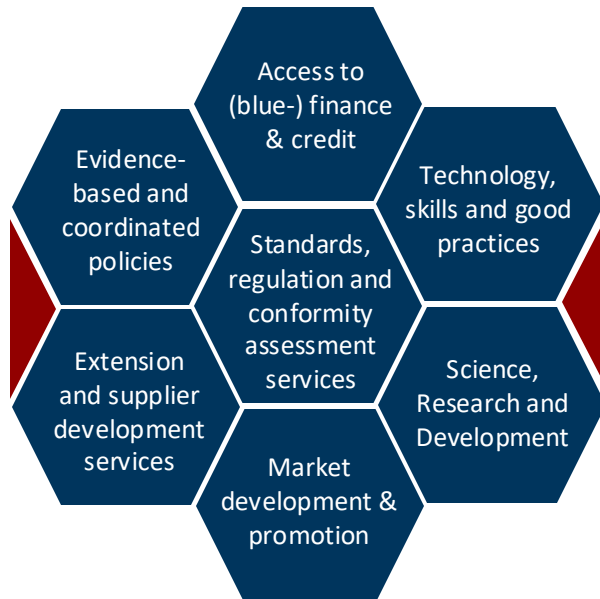 Access to
(blue-) finance
& credit
Evidence-
based and
coordinated
policies
Technology,
skills and good
practices
Standards,
regulation and
conformity
assessment
services
Extension
and supplier
development
services
Science,
Research and
Development
Market
development &
promotion